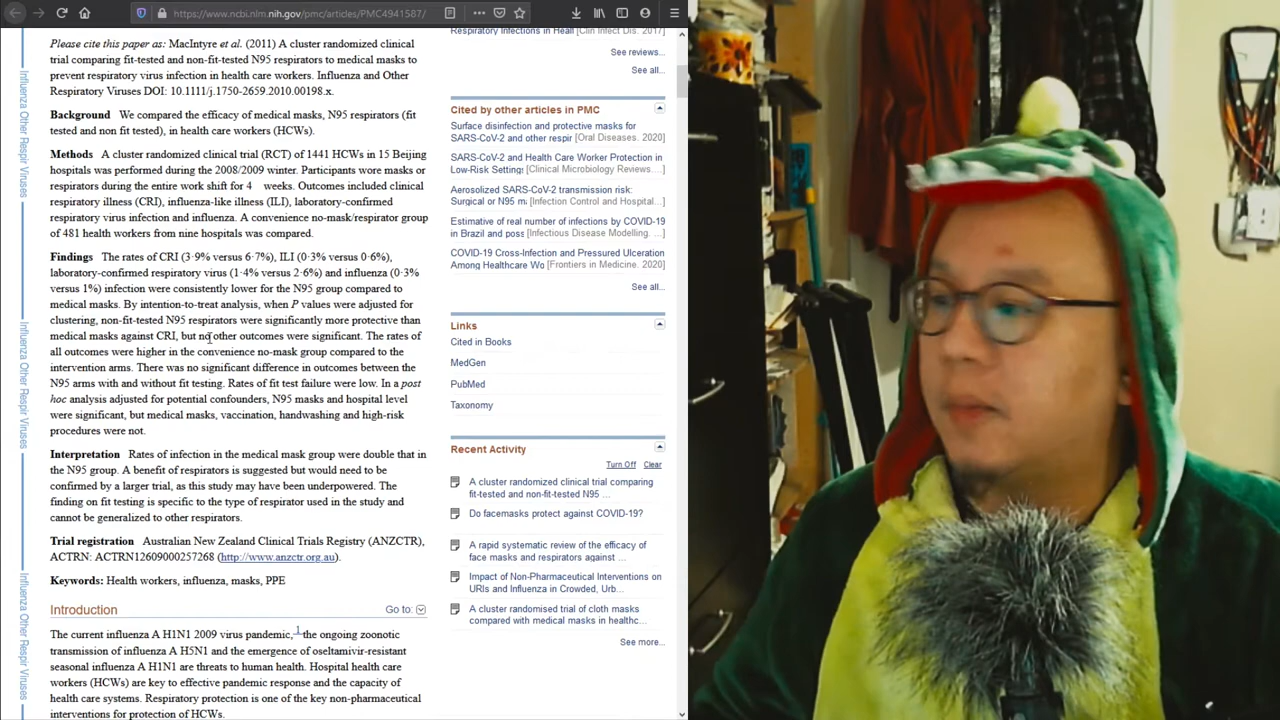 https://www.ncbi.nlm.nih.gov/pmc/articles/PMC4941587/
Influenza Other Respir Viruses
Influenza Other Respir Viruses
Influenza Other Respir Viruses
Please cite this paper as: MacIntyre et al. (2011) A cluster randomized clinical
trial comparing fit‐tested and non‐fit‐tested N95 respirators to medical masks to
prevent respiratory virus infection in health care workers. Influenza and Other
Respiratory Viruses DOI: 10.1111/j.1750‐2659.2010.00198.x.
Background We compared the efficacy of medical masks, N95 respirators (fit
tested and non fit tested), in health care workers (HCWs).
Methods A cluster randomized clinical trial (RCT) of 1441 HCWs in 15 Beijing
hospitals was performed during the 2008/2009 winter. Participants wore masks or
respirators during the entire work shift for 4 weeks. Outcomes included clinical
respiratory illness (CRI), influenza‐like illness (ILI), laboratory‐confirmed
respiratory virus infection and influenza. A convenience no‐mask/respirator group
of 481 health workers from nine hospitals was compared.
Findings The rates of CRI (3·9% versus 6·7%), ILI (0·3% versus 0·6%),
laboratory‐confirmed respiratory virus (1·4% versus 2·6%) and influenza (0·3%
versus 1%) infection were consistently lower for the N95 group compared to
medical masks. By intention‐to‐treat analysis, when P values were adjusted for
clustering, non‐fit‐tested N95 respirators were significantly more protective than
medical masks against CRI, but no other outcomes were significant. The rates of
all outcomes were higher in the convenience no‐mask group compared to the
intervention arms. There was no significant difference in outcomes between the
N95 arms with and without fit testing. Rates of fit test failure were low. In a post
hoc analysis adjusted for potential confounders, N95 masks and hospital level
were significant, but medical masks, vaccination, handwashing and high‐risk
procedures were not.
Interpretation Rates of infection in the medical mask group were double that in
the N95 group. A benefit of respirators is suggested but would need to be
confirmed by a larger trial, as this study may have been underpowered. The
finding on fit testing is specific to the type of respirator used in the study and
cannot be generalized to other respirators.
Trial registration Australian New Zealand Clinical Trials Registry (ANZCTR),
ACTRN: ACTRN12609000257268 (http://www.anzctr.org.au).
Keywords: Health workers, influenza, masks, PPE
Introduction Go to:
The current influenza A H1N1 2009 virus pandemic,1 the ongoing zoonotic
transmission of influenza A H5N1 and the emergence of oseltamivir‐resistant
seasonal influenza A H1N1 are threats to human health. Hospital health care
workers (HCWs) are key to effective pandemic response and the capacity of
health care systems. Respiratory protection is one of the key non‐pharmaceutical
interventions for protection of HCWs.
Respiratory Infections in Heall [Clin Infect Dis. 2017]
See reviews...
See all...
Cited by other articles in PMC
Surface disinfection and protective masks for
SARS-CoV-2 and other respir [Oral Diseases. 2020]
SARS-CoV-2 and Health Care Worker Protection in
Low-Risk Settings [Clinical Microbiology Reviews. ...]
Aerosolized SARS-CoV-2 transmission risk:
Surgical or N95 m [Infection Control and Hospital...]
Estimative of real number of infections by COVID-19
in Brazil and poss [Infectious Disease Modelling. ...]
COVID-19 Cross-Infection and Pressured Ulceration
Among Healthcare Wo [Frontiers in Medicine. 2020]
See all...
Links
Cited in Books
MedGen
PubMed
Taxonomy
Recent Activity
Turn Off Clear
A cluster randomized clinical trial comparing
fit-tested and non-fit-tested N95 ...
Do facemasks protect against COVID-19?
A rapid systematic review of the efficacy of
face masks and respirators against ...
Impact of Non-Pharmaceutical Interventions on
URIs and Influenza in Crowded, Urb...
A cluster randomised trial of cloth masks
compared with medical masks in healthc...
See more...